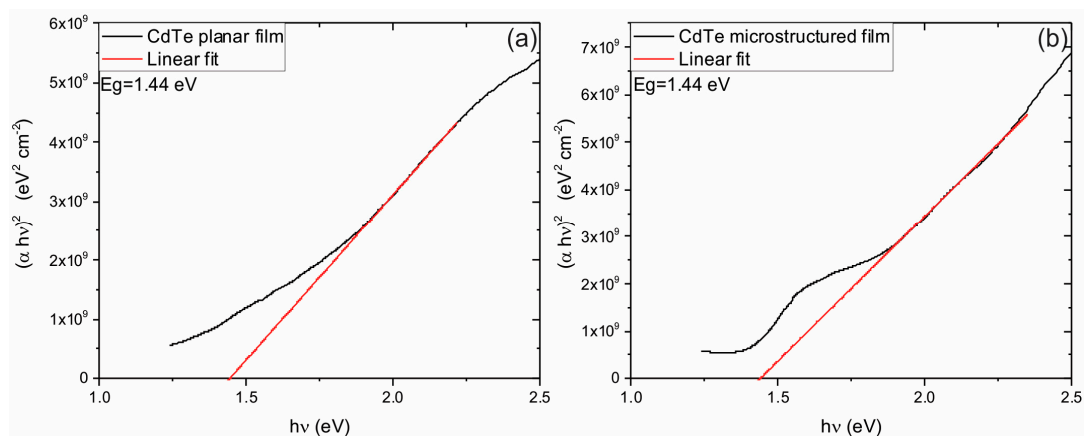 (a)
CdTe planar film
Linear fit
Eg=1.44 eV
6x10⁹
5x10⁹
4x10⁹
3x10⁹
2x10⁹
1x10⁹
0
(α hν)² (eV² cm⁻²)
1.0 1.5 2.0 2.5
hν (eV)
(b)
CdTe microstructured film
Linear fit
Eg=1.44 eV
7x10⁹
6x10⁹
5x10⁹
4x10⁹
3x10⁹
2x10⁹
1x10⁹
0
(α hν)² (eV² cm⁻²)
1.0 1.5 2.0 2.5
hν (eV)